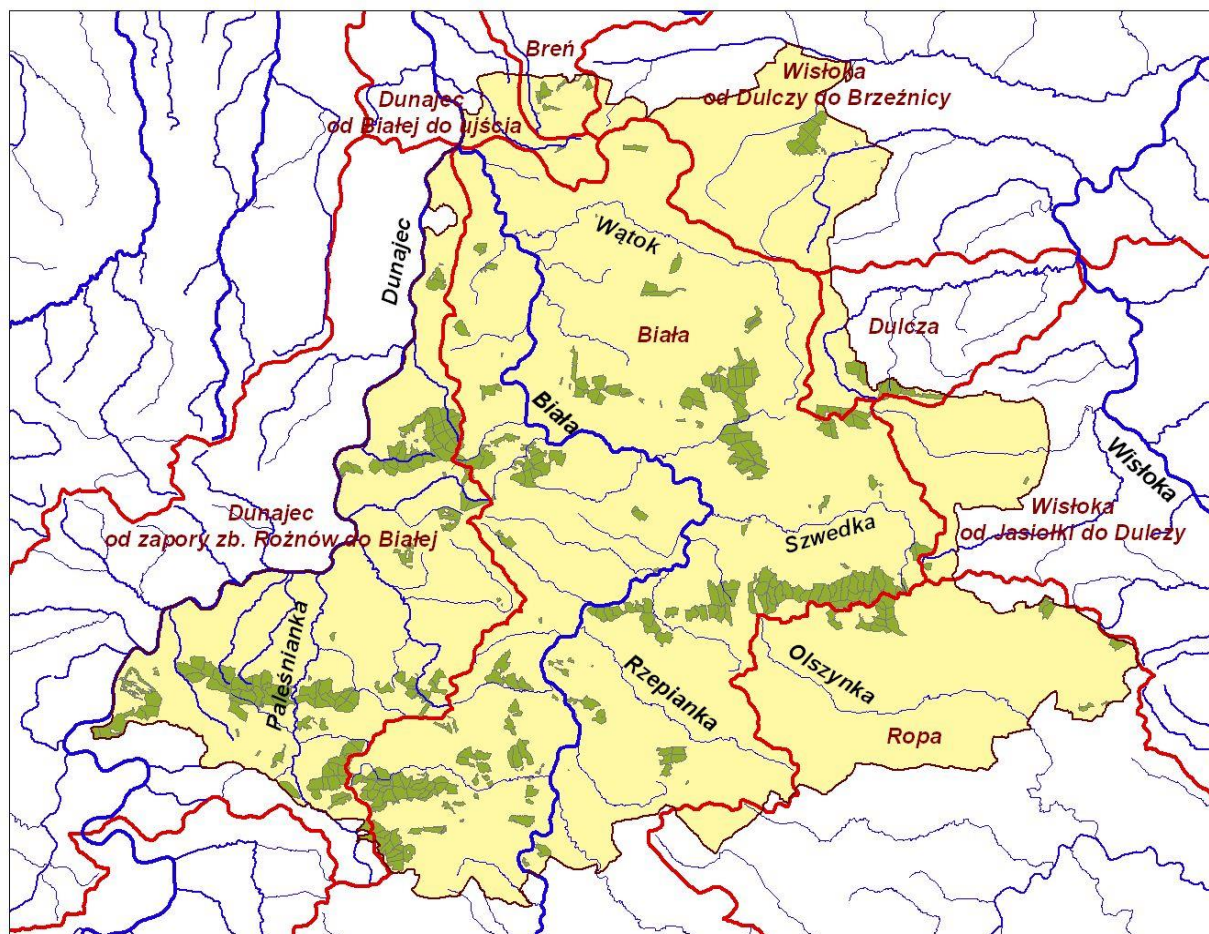 Breń
Wisłoka
od Dulczy do Brzeźnicy
Dunajec
od Białej do ujścia
Dunajec
Wątok
Biała
Dulcza
Biała
Wisłoka
Dunajec
od zapory zb. Rożnów do Białej
Szwedka
Wisłoka
od Jasiołki do Dulczy
Paleśnianka
Rzepianka
Olszynka
Ropa